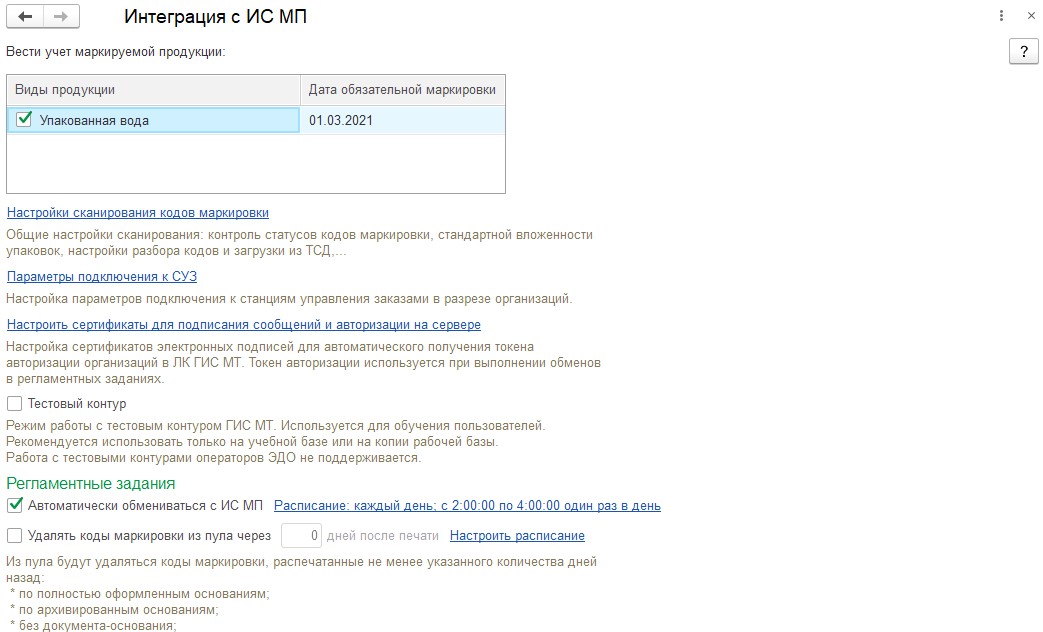 Интеграция с ИС МП
Вести учет маркируемой продукции:
?
Виды продукции
Дата обязательной маркировки
Упакованная вода
01.03.2021
Настройки сканирования кодов маркировки
Общие настройки сканирования: контроль статусов кодов маркировки, стандартной вложенности
упаковок, настройки разбора кодов и загрузки из ТСД,...
Параметры подключения к СУЗ
Настройка параметров подключения к станциям управления заказами в разрезе организаций.
Настроить сертификаты для подписания сообщений и авторизации на сервере
Настройка сертификатов электронных подписей для автоматического получения токена
авторизации организаций в ЛК ГИС МТ. Токен авторизации используется при выполнении обменов
в регламентных заданиях.
Тестовый контур
Режим работы с тестовым контуром ГИС МТ. Используется для обучения пользователей.
Рекомендуется использовать только на учебной базе или на копии рабочей базы.
Работа с тестовыми контурами операторов ЭДО не поддерживается.
Регламентные задания
Автоматически обмениваться с ИС МП Расписание: каждый день; с 2:00:00 по 4:00:00 один раз в день
Удалять коды маркировки из пула через 0 дней после печати Настроить расписание
Из пула будут удаляться коды маркировки, распечатанные не менее указанного количества дней
назад:
* по полностью оформленным основаниям;
* по архивированным основаниям;
* без документа-основания;